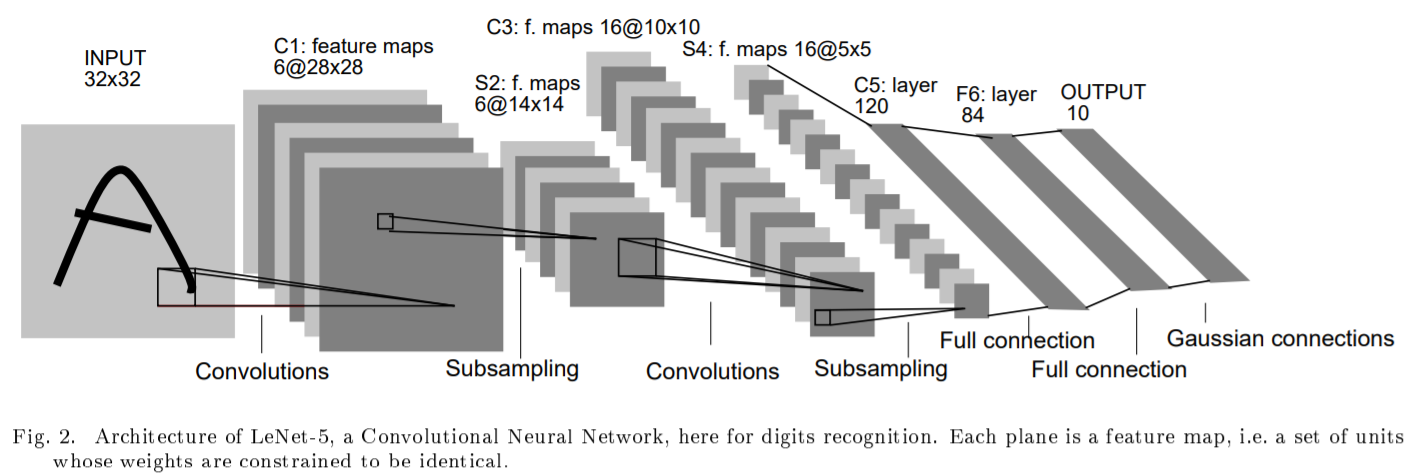 INPUT
32x32
C1: feature maps
6@28x28
S2: f. maps
6@14x14
C3: f. maps 16@10x10
S4: f. maps 16@5x5
C5: layer
120
F6: layer
84
OUTPUT
10
Convolutions
Subsampling
Convolutions
Subsampling
Full connection
Full connection
Gaussian connections
Fig. 2. Architecture of LeNet-5, a Convolutional Neural Network, here for digits recognition. Each plane is a feature map, i.e. a set of units
whose weights are constrained to be identical.